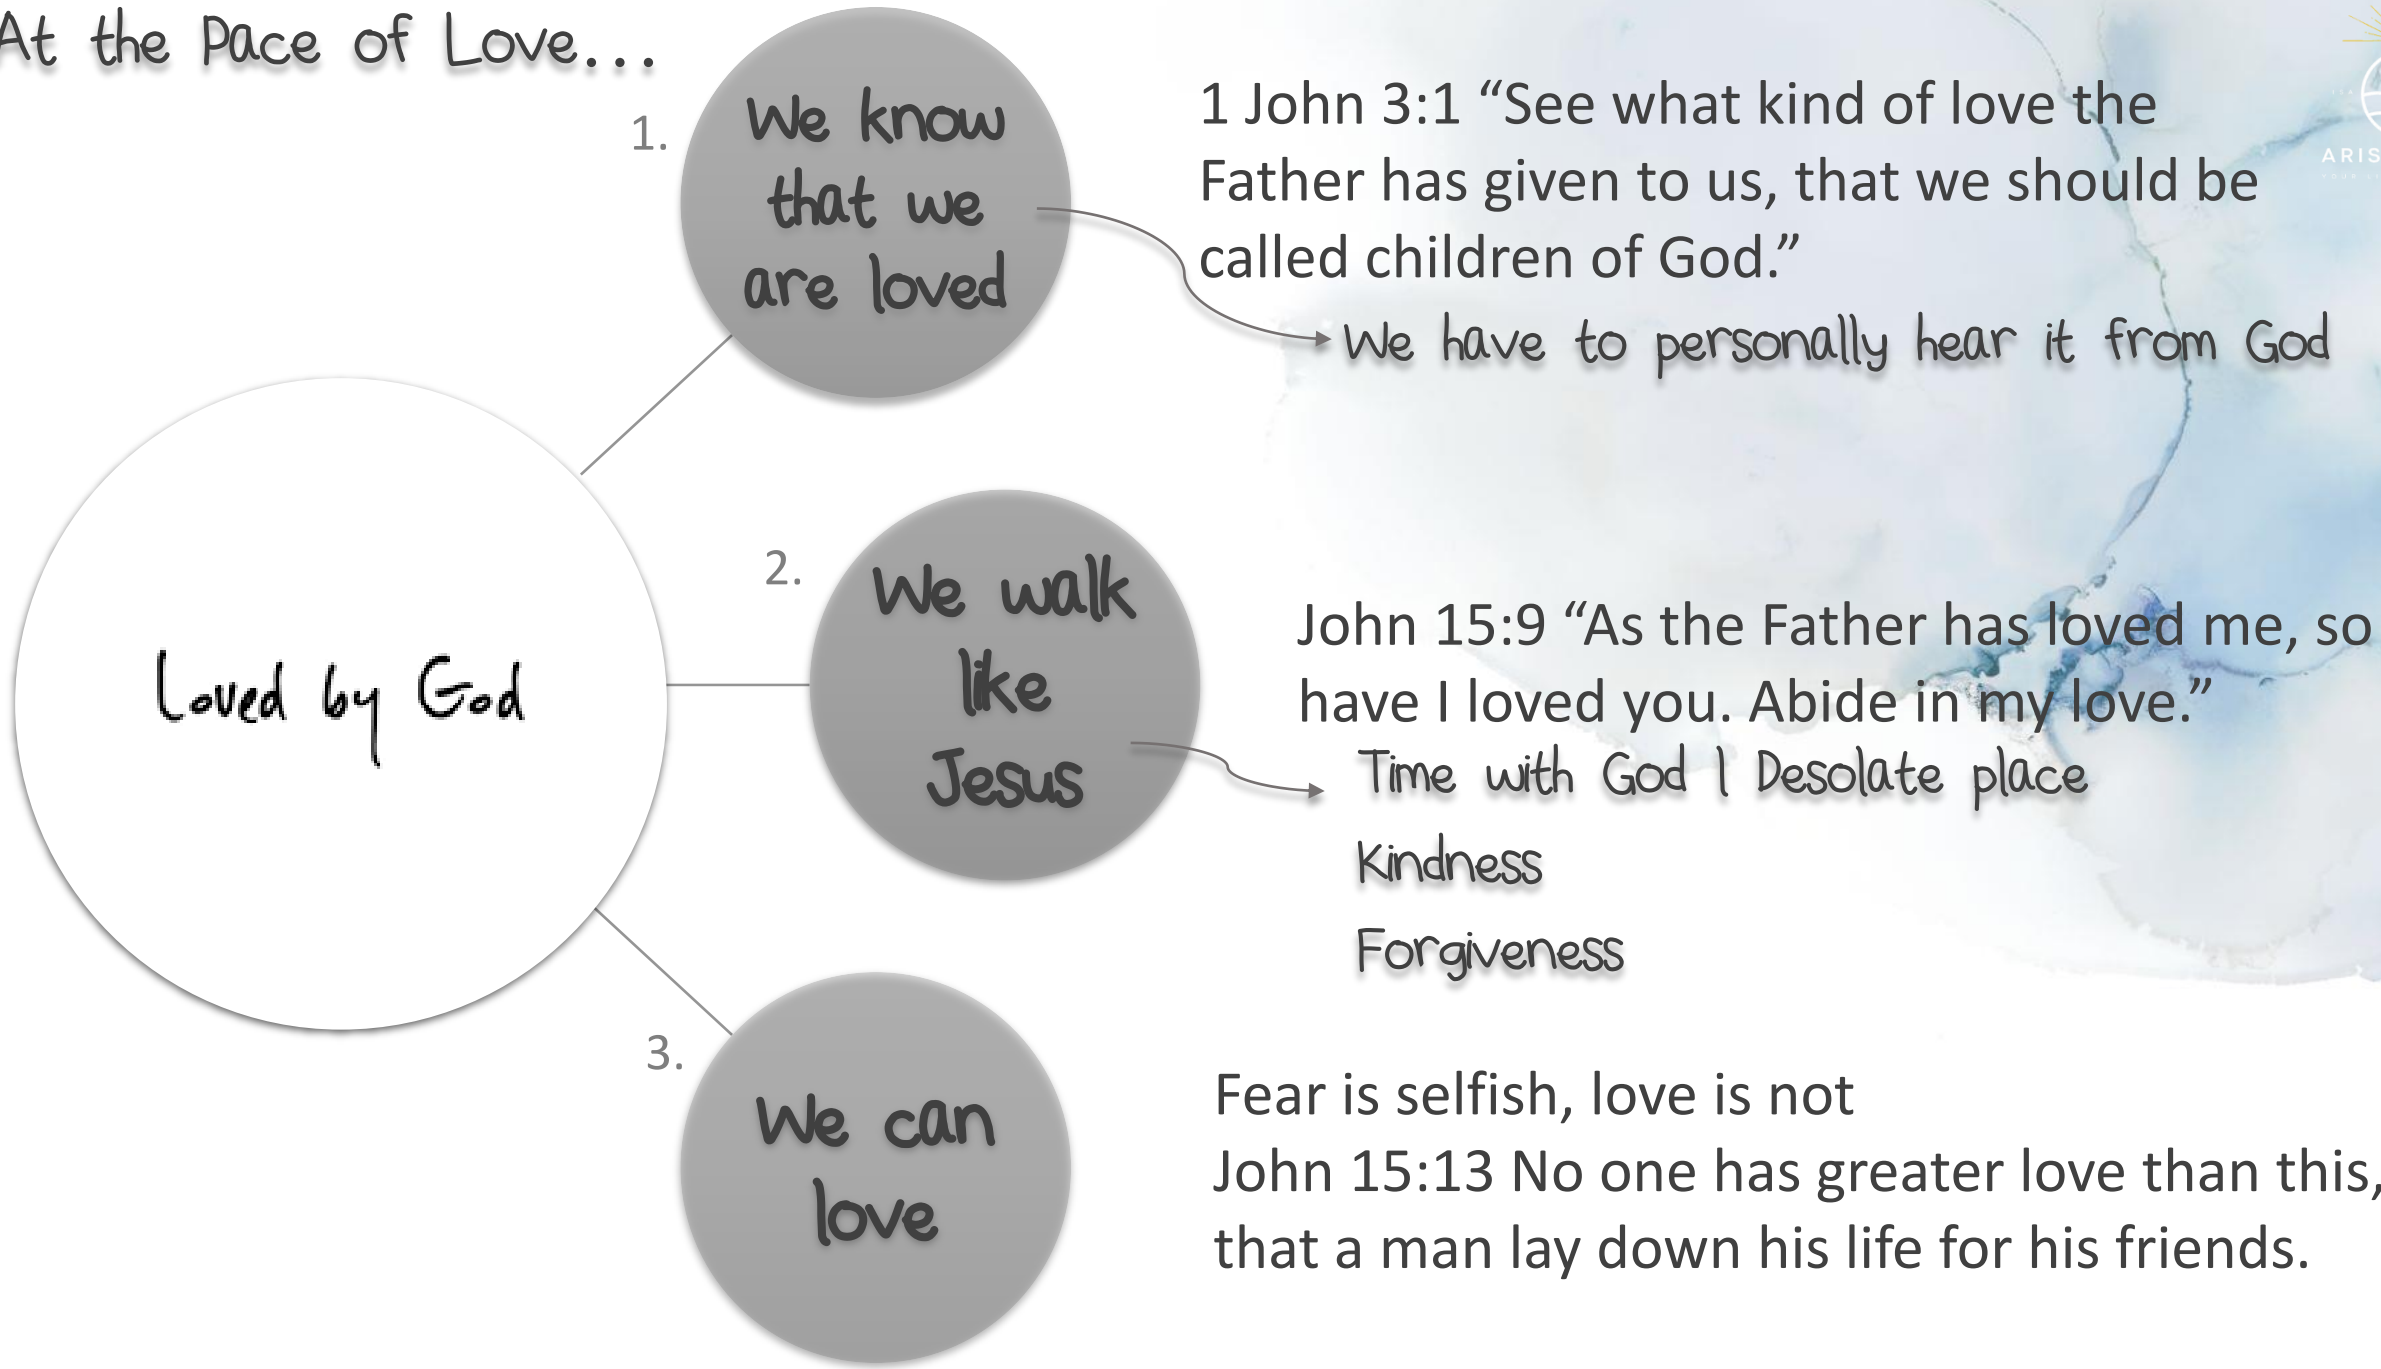 At the Pace of Love...
1.
We know
that we
are loved
1 John 3:1 “See what kind of love the
Father has given to us, that we should be
called children of God.”
We have to personally hear it from God
Loved by God
2.
We walk
like
Jesus
John 15:9 “As the Father has loved me, so
have I loved you. Abide in my love.”
Time with God | Desolate place
Kindness
Forgiveness
3.
We can
love
Fear is selfish, love is not
John 15:13 No one has greater love than this,
that a man lay down his life for his friends.
ARIS